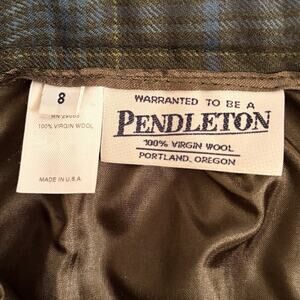 8
100% VIRGIN WOOL
MADE IN U.S.A.
WARRANTED TO BE A
PENDLETON
100% VIRGIN WOOL
PORTLAND, OREGON